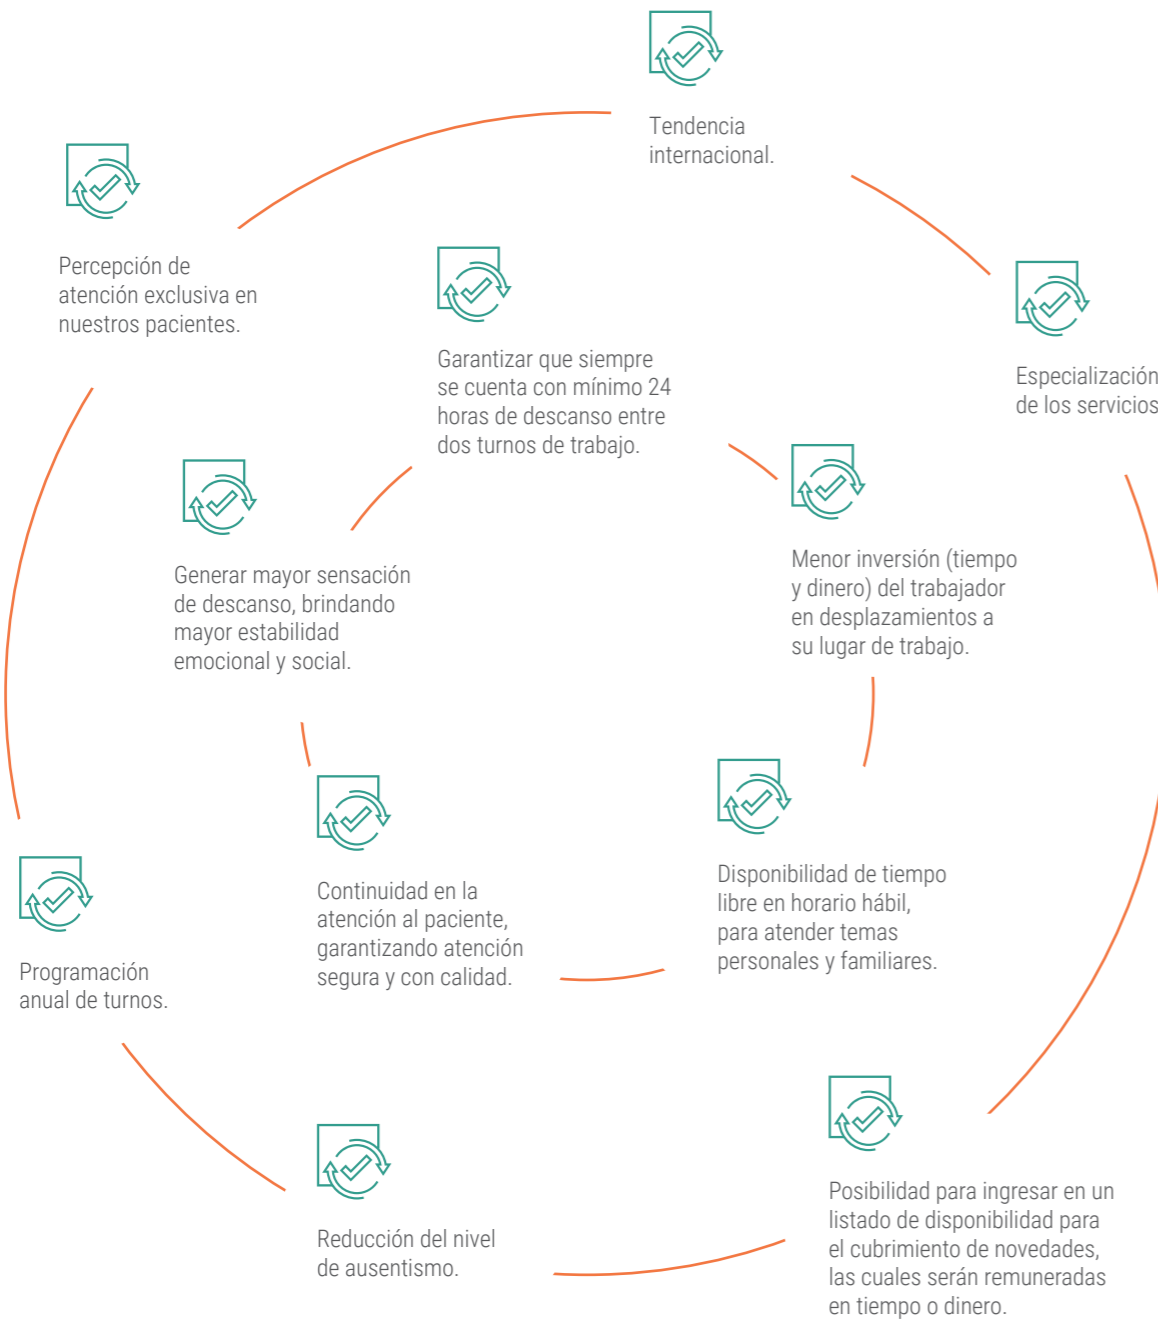 Tendencia
internacional.
Percepción de
atención exclusiva en
nuestros pacientes.
Garantizar que siempre
se cuenta con mínimo 24
horas de descanso entre
dos turnos de trabajo.
Especialización
de los servicios
Generar mayor sensación
de descanso, brindando
mayor estabilidad
emocional y social.
Menor inversión (tiempo
y dinero) del trabajador
en desplazamientos a
su lugar de trabajo.
Continuidad en la
atención al paciente,
garantizando atención
segura y con calidad.
Disponibilidad de tiempo
libre en horario hábil,
para atender temas
personales y familiares.
Programación
anual de turnos.
Reducción del nivel
de ausentismo.
Posibilidad para ingresar en un
listado de disponibilidad para
el cubrimiento de novedades,
las cuales serán remuneradas
en tiempo o dinero.